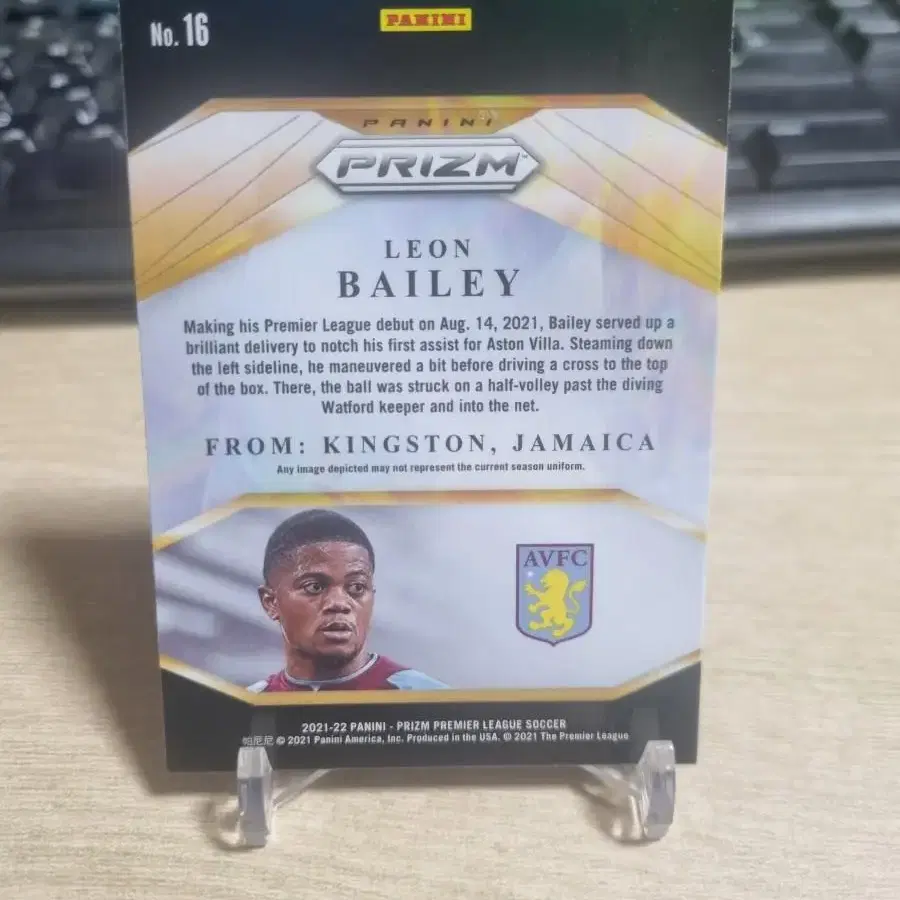 No. 16
PANINI
PANINI
PRIZM™
LEON
BAILEY
Making his Premier League debut on Aug. 14, 2021, Bailey served up a
brilliant delivery to notch his first assist for Aston Villa. Steaming down
the left sideline, he maneuvered a bit before driving a cross to the top
of the box. There, the ball was struck on a half-volley past the diving
Watford keeper and into the net.
FROM: KINGSTON, JAMAICA
Any image depicted may not represent the current season uniform.
AVFC
2021-22 PANINI - PRIZM PREMIER LEAGUE SOCCER
帕尼尼 © 2021 Panini America, Inc. Produced in the USA. © 2021 The Premier League